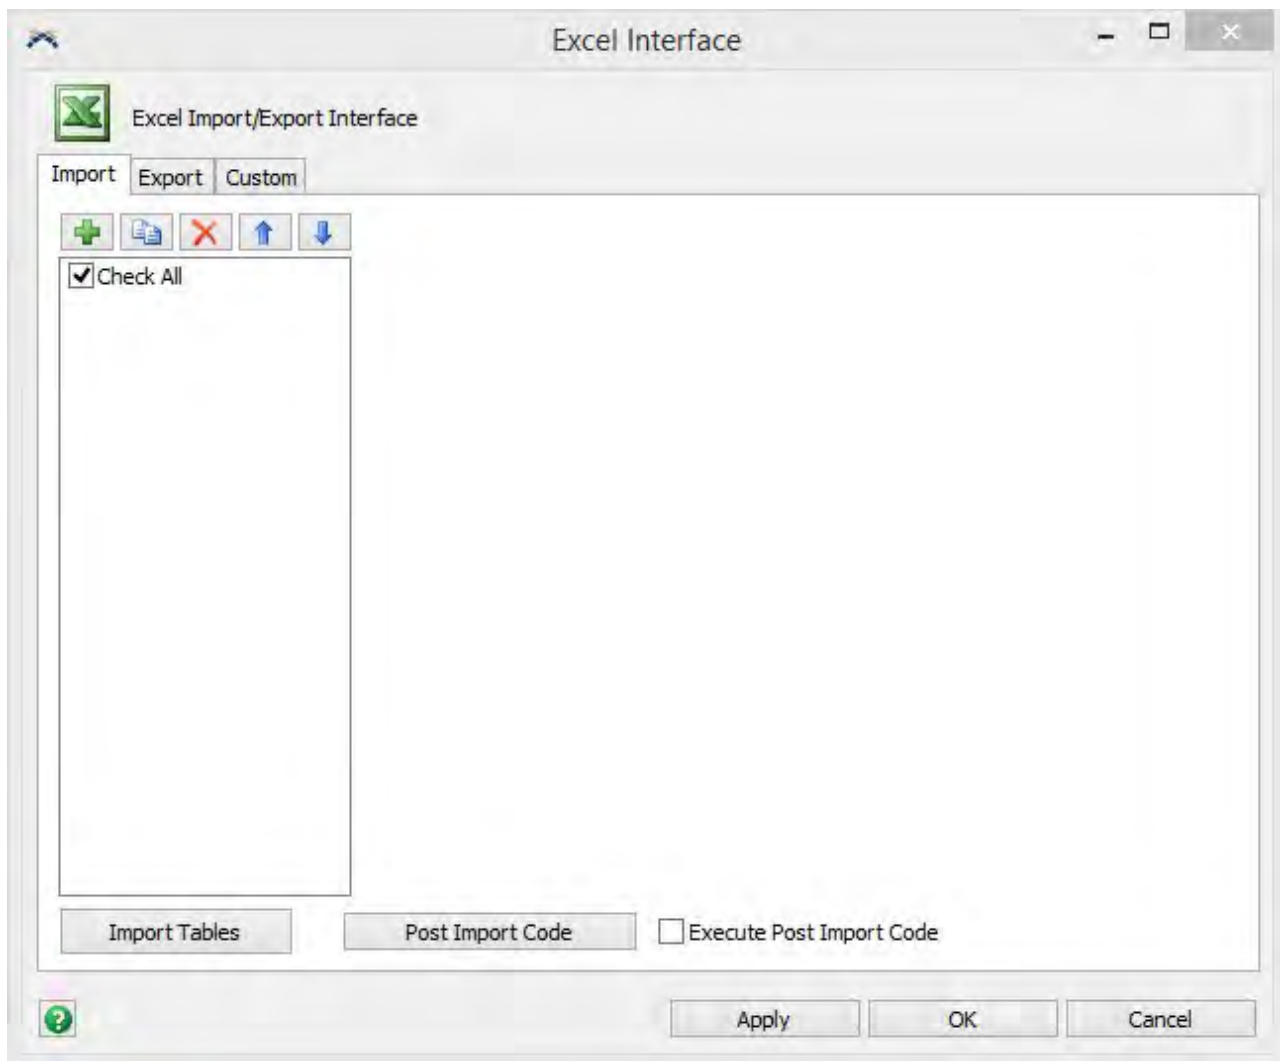 Excel Interface
Excel Import/Export Interface
Import Export Custom
Check All
Import Tables Post Import Code Execute Post Import Code
Apply OK Cancel